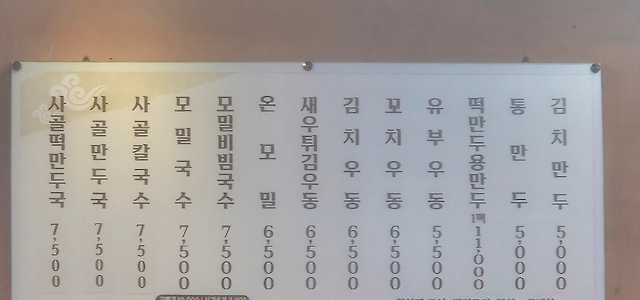 사골떡만두국 7,500
사골만두국 7,500
사골칼국수 7,500
모밀국수 7,500
모밀비빔국수 7,500
온모밀 6,500
새우튀김우동 6,500
김치우동 6,500
꼬치우동 6,500
유부우동 5,500
떡만두용만두 1팩 11,000
통만두 5,000
김치만두 5,000